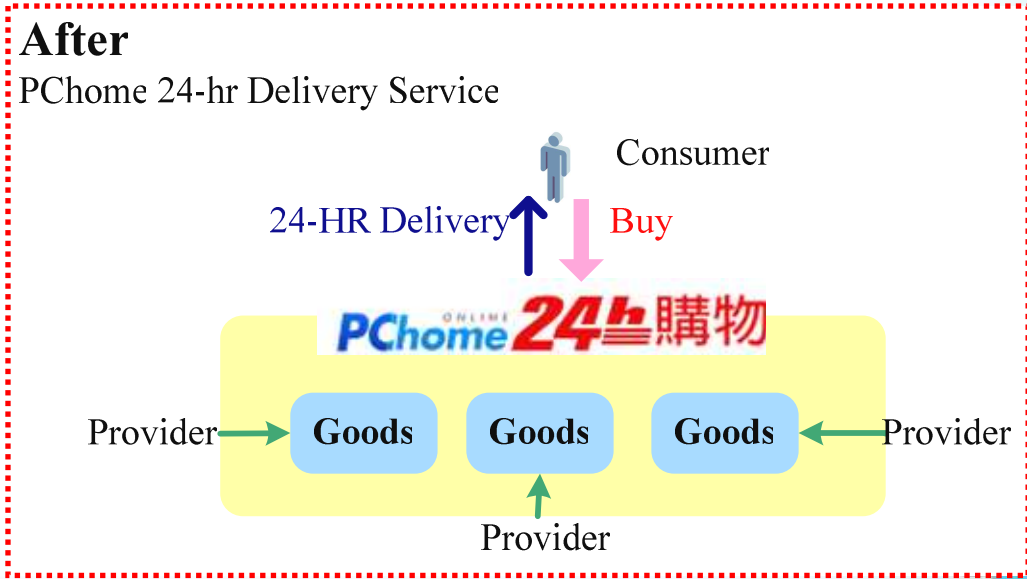 After
PChome 24-hr Delivery Service
Consumer
24-HR Delivery
Buy
ONLINE
PChome 24h購物
Provider
Goods
Goods
Goods
Provider
Provider